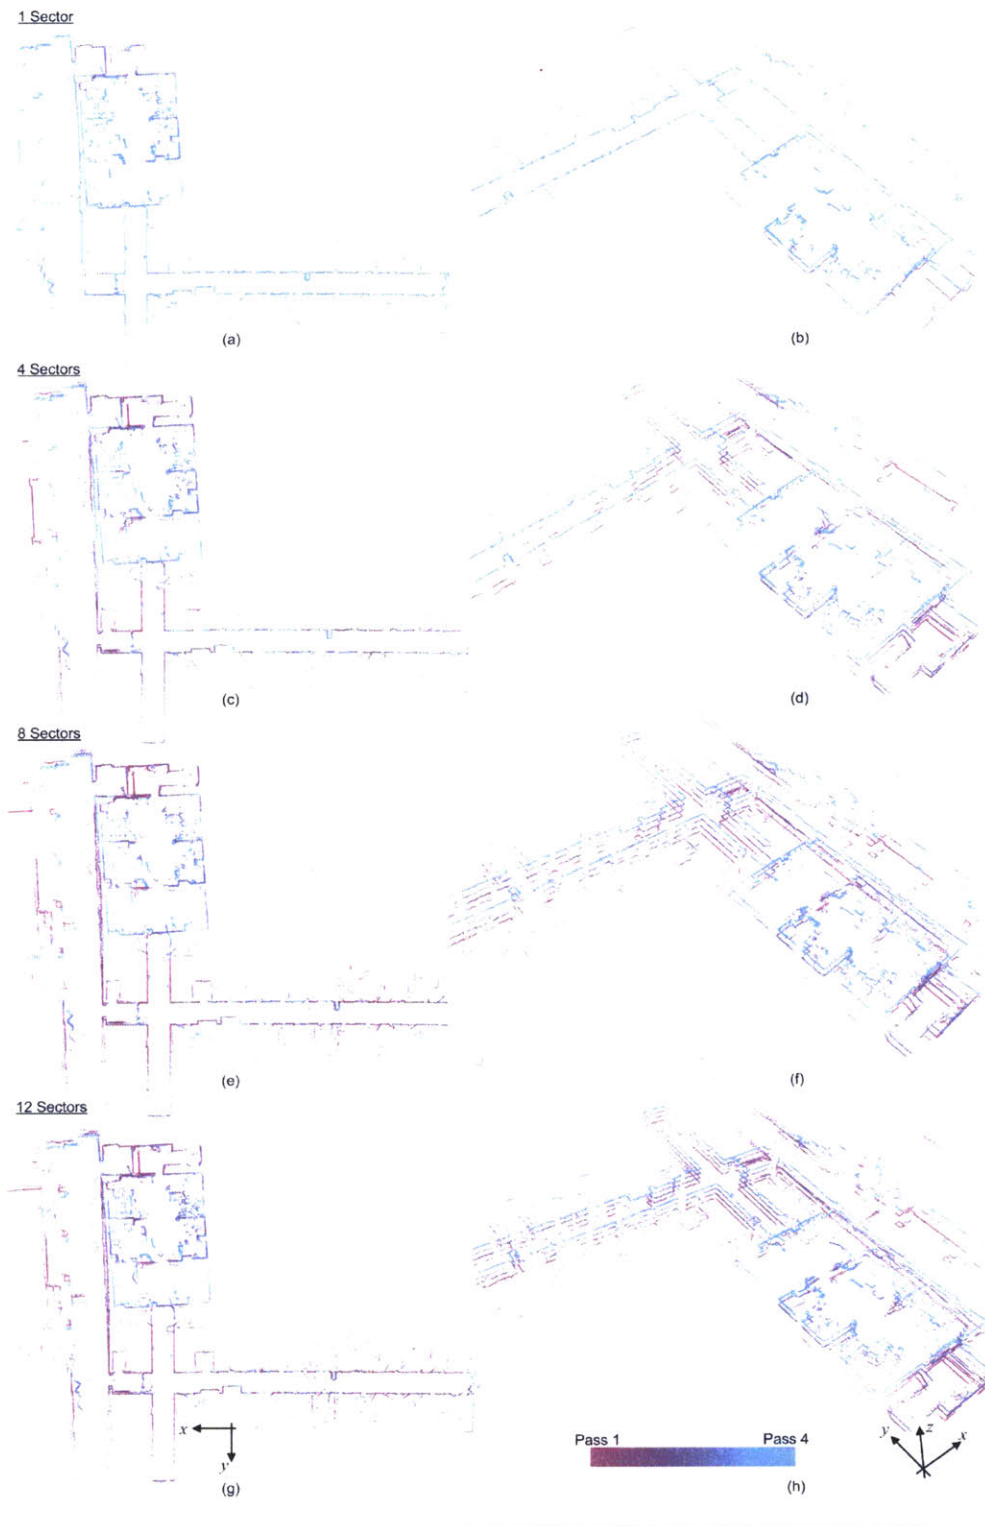 1 Sector
(a)
(b)
4 Sectors
(c)
(d)
8 Sectors
(e)
(f)
12 Sectors
x
y
(g)
Pass 1
Pass 4
(h)
y
z
x